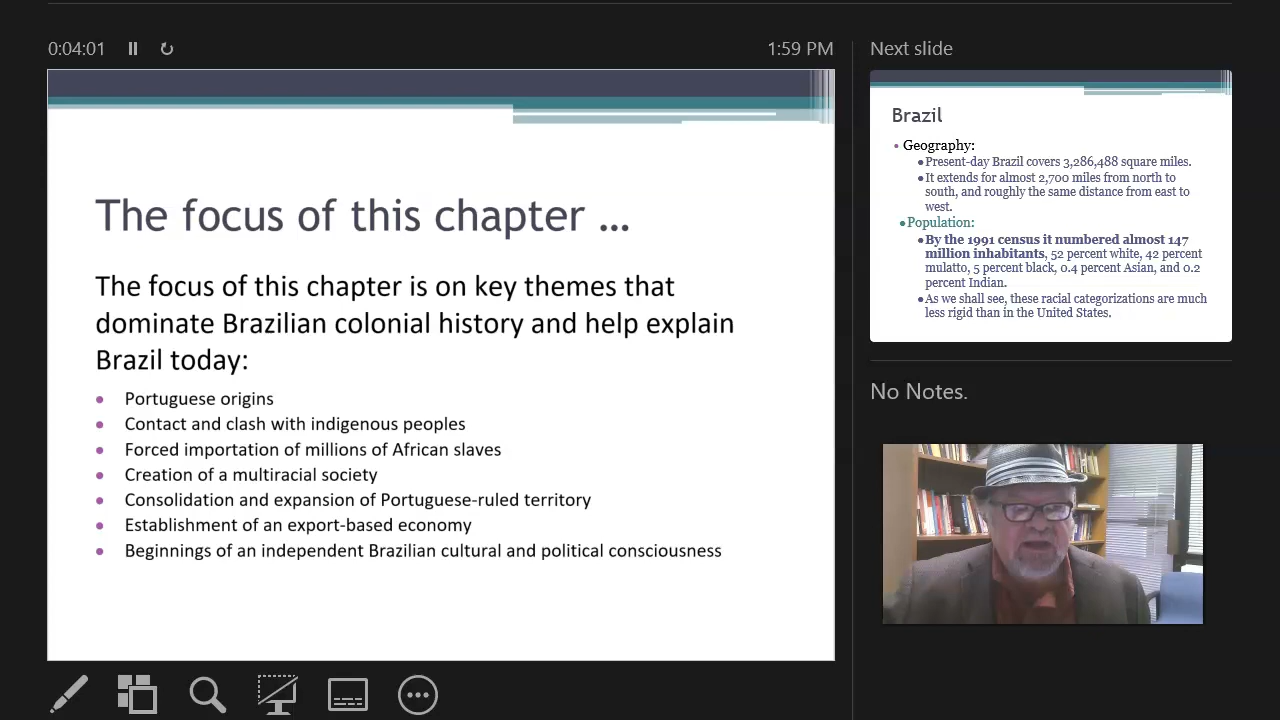 0:04:01
1:59 PM
The focus of this chapter ...
The focus of this chapter is on key themes that
dominate Brazilian colonial history and help explain
Brazil today:
• Portuguese origins
• Contact and clash with indigenous peoples
• Forced importation of millions of African slaves
• Creation of a multiracial society
• Consolidation and expansion of Portuguese-ruled territory
• Establishment of an export-based economy
• Beginnings of an independent Brazilian cultural and political consciousness
Next slide
Brazil
• Geography:
• Present-day Brazil covers 3,286,488 square miles.
• It extends for almost 2,700 miles from north to
south, and roughly the same distance from east to
west.
• Population:
• By the 1991 census it numbered almost 147
million inhabitants, 52 percent white, 42 percent
mulatto, 5 percent black, 0.4 percent Asian, and 0.2
percent Indian.
• As we shall see, these racial categorizations are much
less rigid than in the United States.
No Notes.